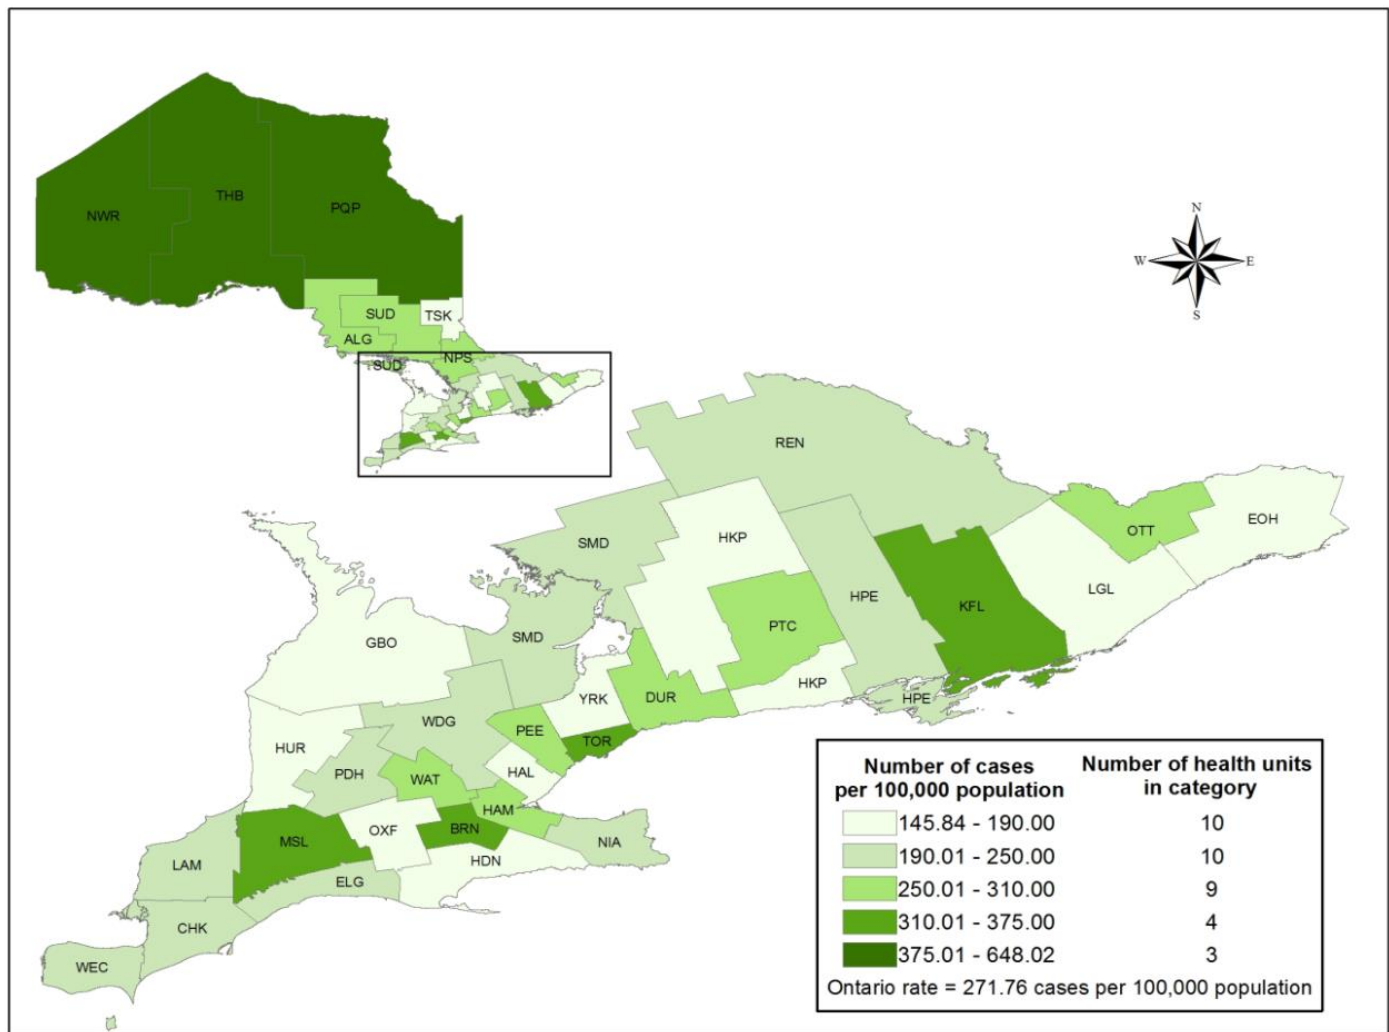 NWR
THB
PQP
SUD
TSK
ALG
SUD
NPS
N
W
E
S
REN
SMD
HKP
OTT
EOH
HPE
KFL
LGL
PTC
GBO
SMD
YRK
DUR
HKP
HPE
WDG
PEE
TOR
HUR
PDH
WAT
HAL
HAM
MSL
OXF
BRN
NIA
LAM
HDN
ELG
CHK
WEC
Number of cases per 100,000 population
Number of health units in category
145.84 - 190.00 10
190.01 - 250.00 10
250.01 - 310.00 9
310.01 - 375.00 4
375.01 - 648.02 3
Ontario rate = 271.76 cases per 100,000 population